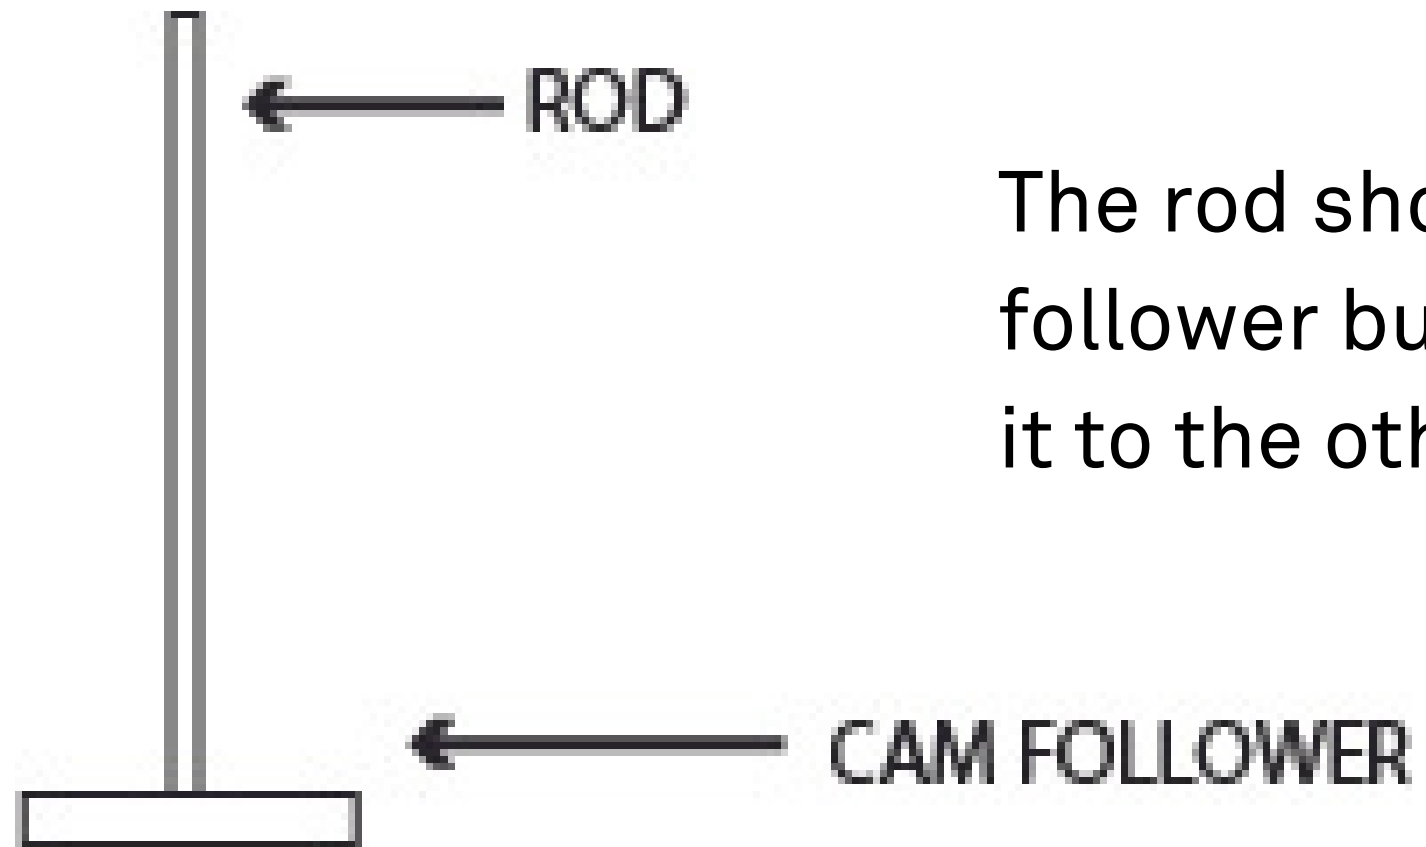 ROD
The rod sho
follower bu
it to the oth
CAM FOLLOWER